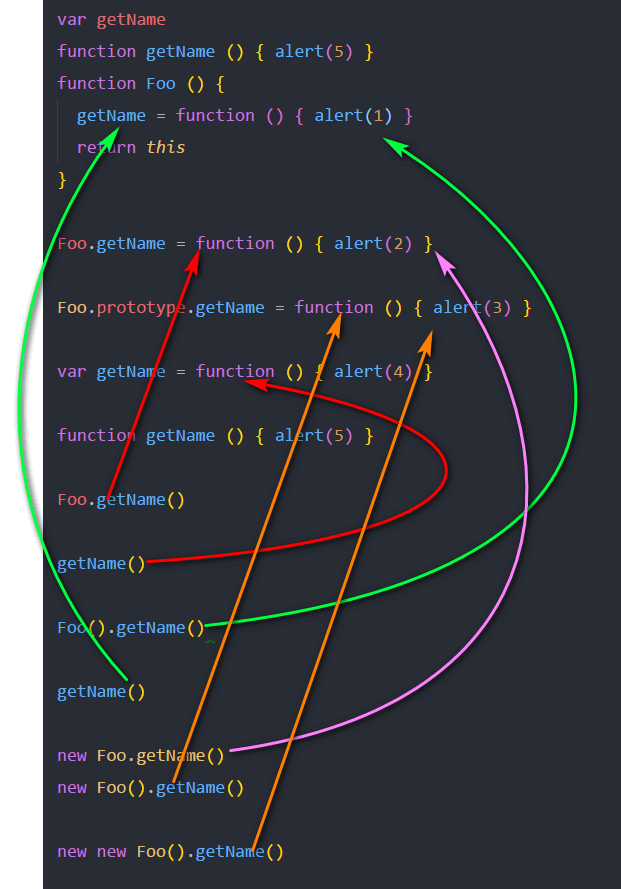 var getName
function getName () { alert(5) }
function Foo () {
getName = function () { alert(1) }
return this
}
Foo.getName = function () { alert(2) }
Foo.prototype.getName = function () { alert(3) }
var getName = function () { alert(4) }
function getName () { alert(5) }
Foo.getName()
getName()
Foo().getName()
getName()
new Foo.getName()
new Foo().getName()
new new Foo().getName()